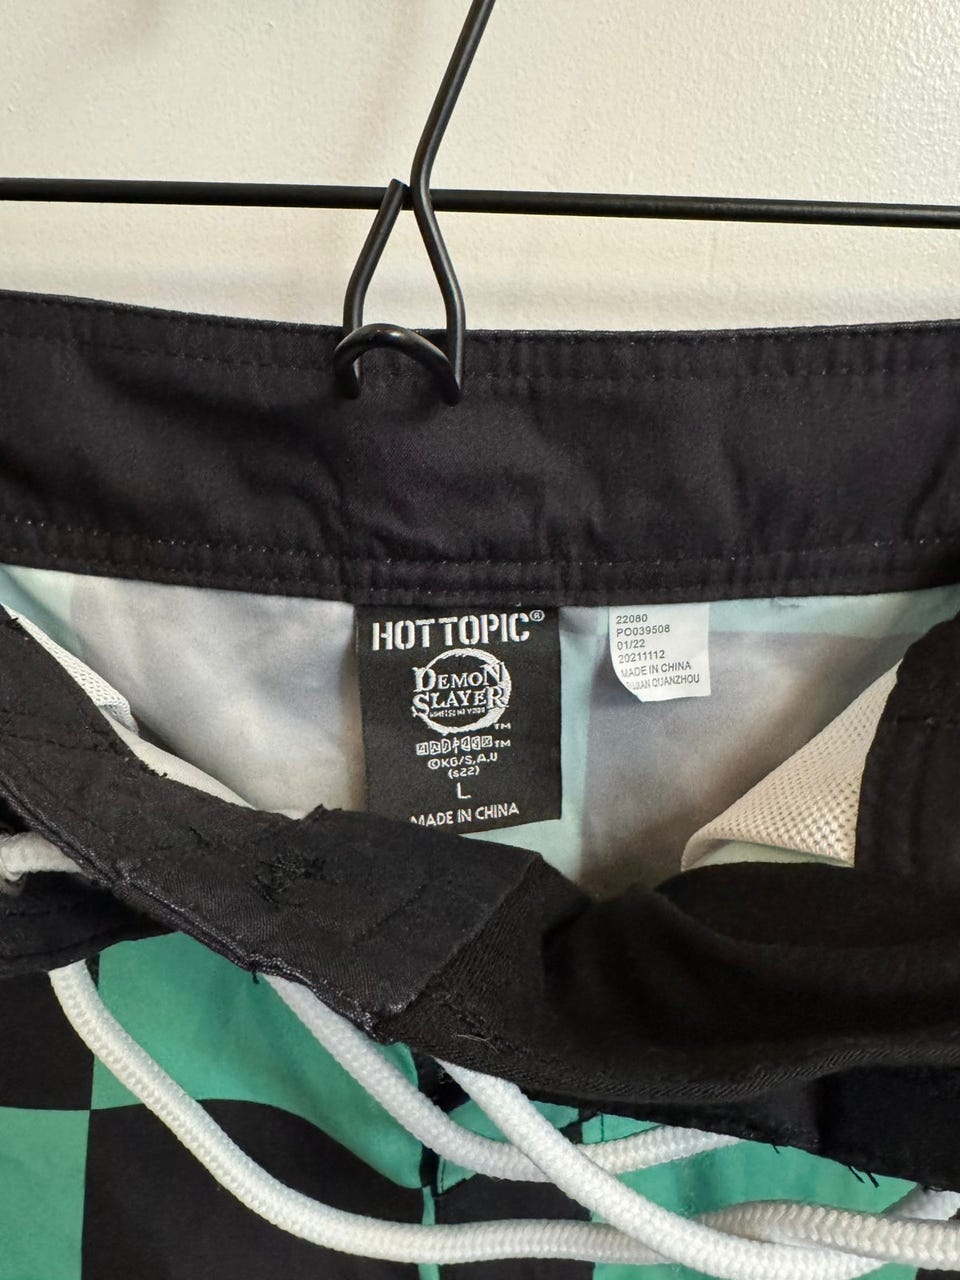 HOT TOPIC®
DEMON
SLAYER
™
™
©KG/S,A,U
(s22)
L
MADE IN CHINA
22080
PO039508
01/22
20211112
MADE IN CHINA
QUANZHOU